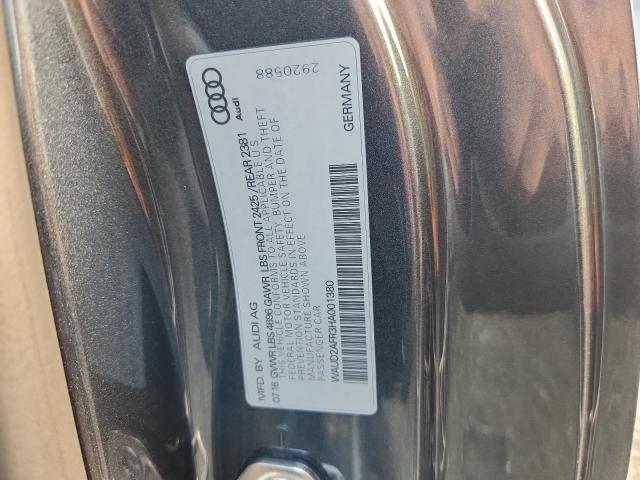 MFD. BY AUDI AG
0716 GVWR LBS 4696 GAWR LBS FRONT 2425 / REAR 2381
THIS VEHICLE CONFORMS TO ALL APPLICABLE U S
FEDERAL MOTOR VEHICLE SAFETY, BUMPER AND THEFT
PREVENTION STANDARDS IN EFFECT ON THE DATE OF
MANUFACTURE SHOWN ABOVE
PASSENGER CAR
WAUD2AFR3HA001380
GERMANY
Audi
2920588